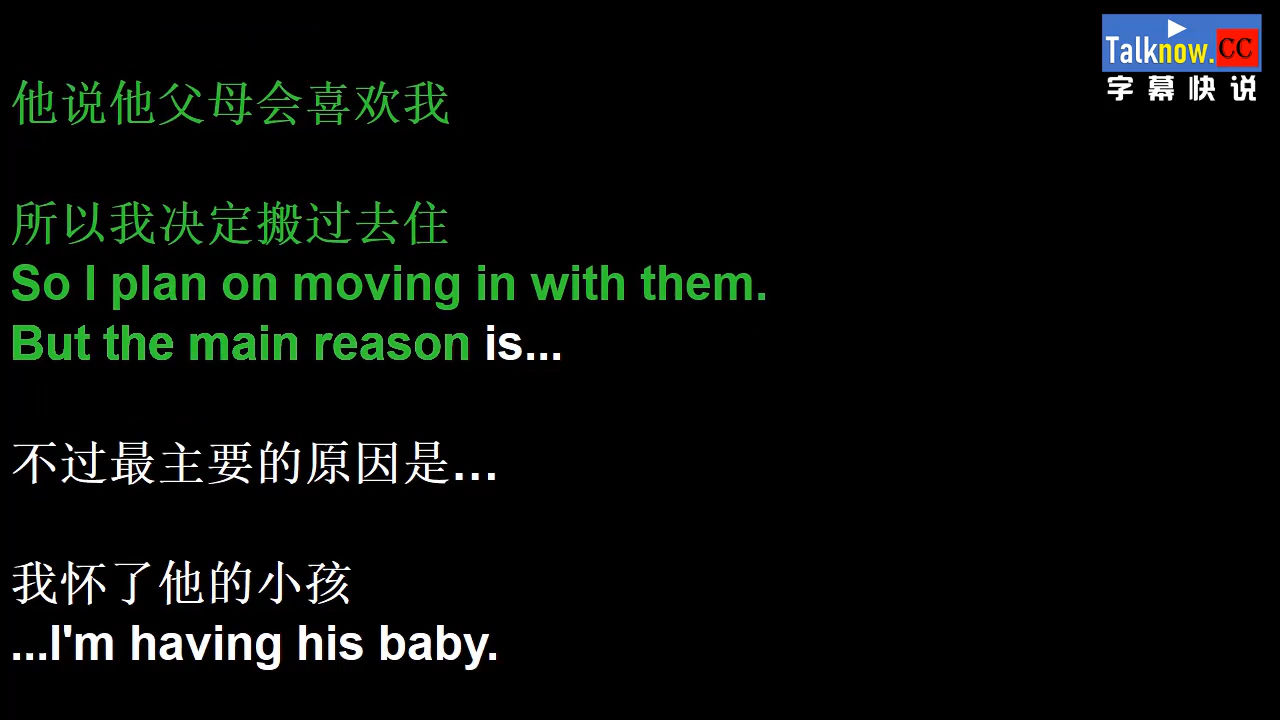 Talknow.CC
字幕快说
他说他父母会喜欢我
所以我决定搬过去住
So I plan on moving in with them.
But the main reason is...
不过最主要的原因是...
我怀了他的小孩
...I'm having his baby.